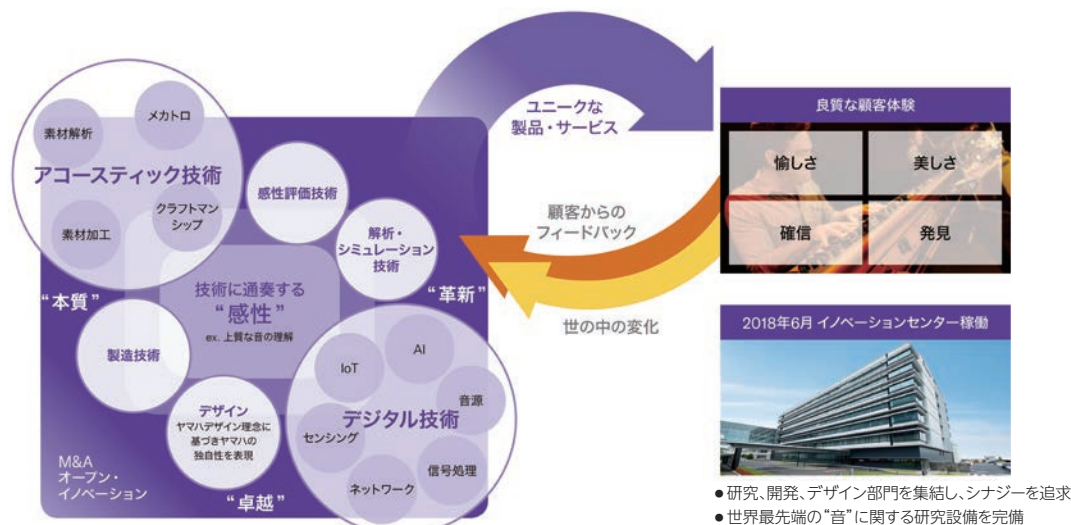 素材解析
メカトロ
アコースティック技術
素材加工
クラフトマン
シップ
感性評価技術
解析・
シミュレーション
技術
“本質”
技術に通奏する
“感性”
ex. 上質な音の理解
“革新”
製造技術
デザイン
ヤマハデザイン理念に
基づきヤマハの
独自性を表現
IoT
AI
音源
デジタル技術
センシング
信号処理
ネットワーク
M&A
オープン・
イノベーション
“卓越”
ユニークな
製品・サービス
顧客からの
フィードバック
世の中の変化
良質な顧客体験
愉しさ
美しさ
確信
発見
2018年6月 イノベーションセンター稼働
●研究、開発、デザイン部門を集結し、シナジーを追求
●世界最先端の“音”に関する研究設備を完備